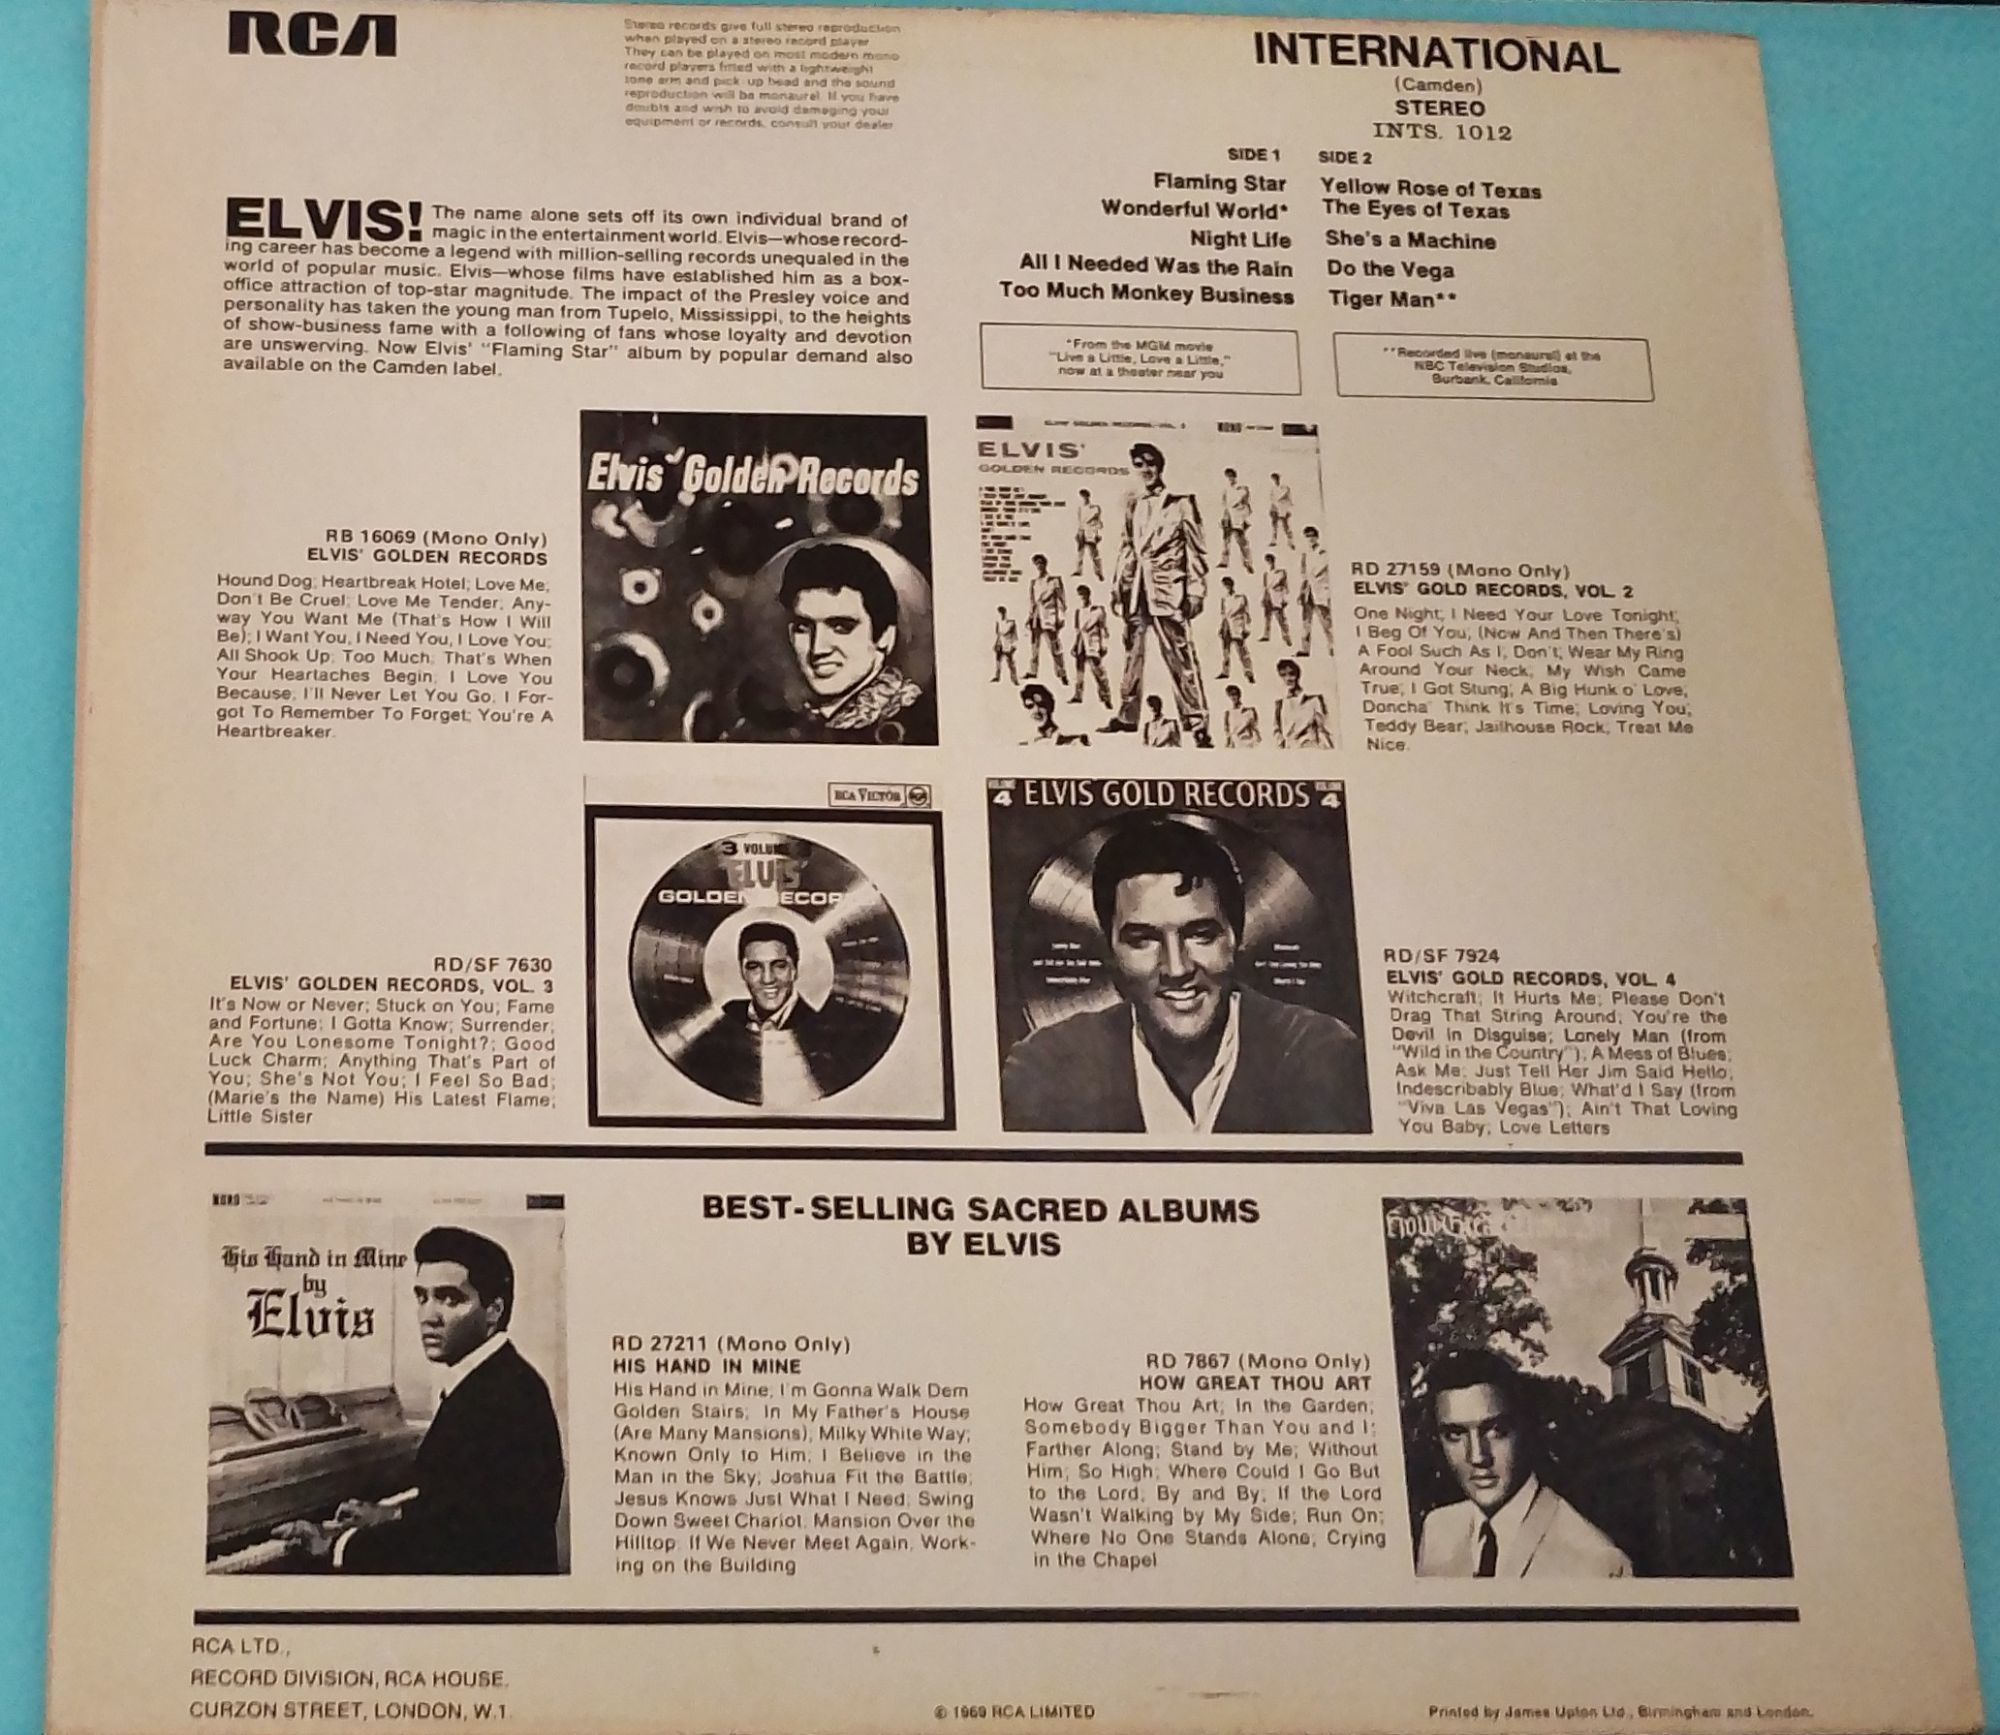 RCA
Stereo records give full stereo reproduction
when played on a stereo record player
They can be played on most modern mono
record players fitted with a lightweight
tone arm and pick up head and the sound
reproduction will be monaural. If you have
doubts and wish to avoid damaging your
equipment or records, consult your dealer
INTERNATIONAL
(Camden)
STEREO
INTS. 1012
SIDE 1
Flaming Star
Wonderful World*
Night Life
All I Needed Was the Rain
Too Much Monkey Business
SIDE 2
Yellow Rose of Texas
The Eyes of Texas
She's a Machine
Do the Vega
Tiger Man**
*From the MGM movie
"Live a Little, Love a Little,"
now at a theater near you
**Recorded live (monaural) at the
NBC Television Studios,
Burbank, California
ELVIS! The name alone sets off its own individual brand of
magic in the entertainment world. Elvis—whose record-
ing career has become a legend with million-selling records unequaled in the
world of popular music. Elvis—whose films have established him as a box-
office attraction of top-star magnitude. The impact of the Presley voice and
personality has taken the young man from Tupelo, Mississippi, to the heights
of show-business fame with a following of fans whose loyalty and devotion
are unswerving. Now Elvis' "Flaming Star" album by popular demand also
available on the Camden label.
Elvis' Golden Records
RB 16069 (Mono Only)
ELVIS' GOLDEN RECORDS
Hound Dog; Heartbreak Hotel; Love Me;
Don't Be Cruel; Love Me Tender; Any-
way You Want Me (That's How I Will
Be); I Want You, I Need You, I Love You;
All Shook Up; Too Much; That's When
Your Heartaches Begin; I Love You
Because; I'll Never Let You Go; I For-
got To Remember To Forget; You're A
Heartbreaker.
MONO
ELVIS'
GOLDEN RECORDS
RD 27159 (Mono Only)
ELVIS' GOLD RECORDS, VOL. 2
One Night; I Need Your Love Tonight;
I Beg Of You; (Now And Then There's)
A Fool Such As I; Don't; Wear My Ring
Around Your Neck; My Wish Came
True; I Got Stung; A Big Hunk o' Love;
Doncha' Think It's Time; Loving You;
Teddy Bear; Jailhouse Rock; Treat Me
Nice.
RCA VICTOR
3 VOLUME 3
ELVIS'
GOLDEN RECOR
RD/SF 7630
ELVIS' GOLDEN RECORDS, VOL. 3
It's Now or Never; Stuck on You; Fame
and Fortune; I Gotta Know; Surrender;
Are You Lonesome Tonight?; Good
Luck Charm; Anything That's Part of
You; She's Not You; I Feel So Bad;
(Marie's the Name) His Latest Flame;
Little Sister
VOLUME 4 ELVIS GOLD RECORDS VOLUME 4
RD/SF 7924
ELVIS' GOLD RECORDS, VOL. 4
Witchcraft; It Hurts Me; Please Don't
Drag That String Around; You're the
Devil in Disguise; Lonely Man (from
"Wild in the Country"); A Mess of Blues;
Ask Me; Just Tell Her Jim Said Hello;
Indescribably Blue; What'd I Say (from
"Viva Las Vegas"); Ain't That Loving
You Baby; Love Letters
BEST-SELLING SACRED ALBUMS
BY ELVIS
MONO
His Hand in Mine
by
Elvis
RD 27211 (Mono Only)
HIS HAND IN MINE
His Hand in Mine; I'm Gonna Walk Dem
Golden Stairs; In My Father's House
(Are Many Mansions); Milky White Way;
Known Only to Him; I Believe in the
Man in the Sky; Joshua Fit the Battle;
Jesus Knows Just What I Need; Swing
Down Sweet Chariot; Mansion Over the
Hilltop; If We Never Meet Again; Work-
ing on the Building
RD 7867 (Mono Only)
HOW GREAT THOU ART
How Great Thou Art; In the Garden;
Somebody Bigger Than You and I;
Farther Along; Stand by Me; Without
Him; So High; Where Could I Go But
to the Lord; By and By; If the Lord
Wasn't Walking by My Side; Run On;
Where No One Stands Alone; Crying
in the Chapel
RCA LTD.,
RECORD DIVISION, RCA HOUSE.
CURZON STREET, LONDON, W.1.
© 1969 RCA LIMITED
Printed by James Upton Ltd., Birmingham and London.